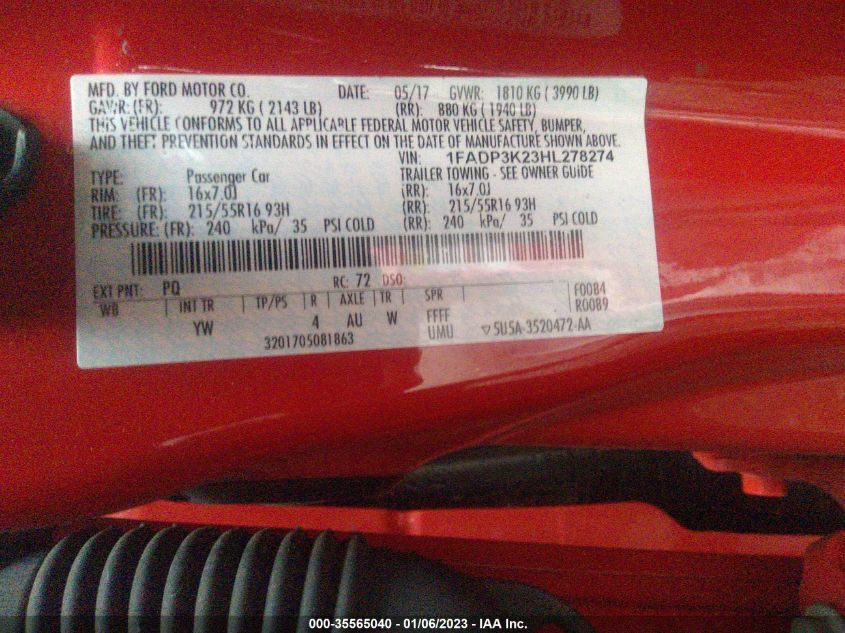 MFD. BY FORD MOTOR CO. DATE: 05/17 GVWR: 1810 KG ( 3990 LB)
GAWR: (FR): 972 KG ( 2143 LB) (RR): 880 KG ( 1940 LB)
THIS VEHICLE CONFORMS TO ALL APPLICABLE FEDERAL MOTOR VEHICLE SAFETY, BUMPER,
AND THEFT PREVENTION STANDARDS IN EFFECT ON THE DATE OF MANUFACTURE SHOWN ABOVE.
VIN: 1FADP3K23HL278274
TYPE: Passenger Car TRAILER TOWING - SEE OWNER GUIDE
RIM: (FR): 16x7.0J (RR): 16x7.0J
TIRE: (FR): 215/55R16 93H (RR): 215/55R16 93H
PRESSURE: (FR): 240 kPa/ 35 PSI COLD (RR): 240 kPa/ 35 PSI COLD
EXT PNT: PQ RC: 72 DSO:
WB INT TR TP/PS R AXLE TR SPR F0084
YW 4 AU W FFFF R0089
UMU ▽5U5A-3520472-AA
3201705081863
000-35565040 - 01/06/2023 - IAA Inc.